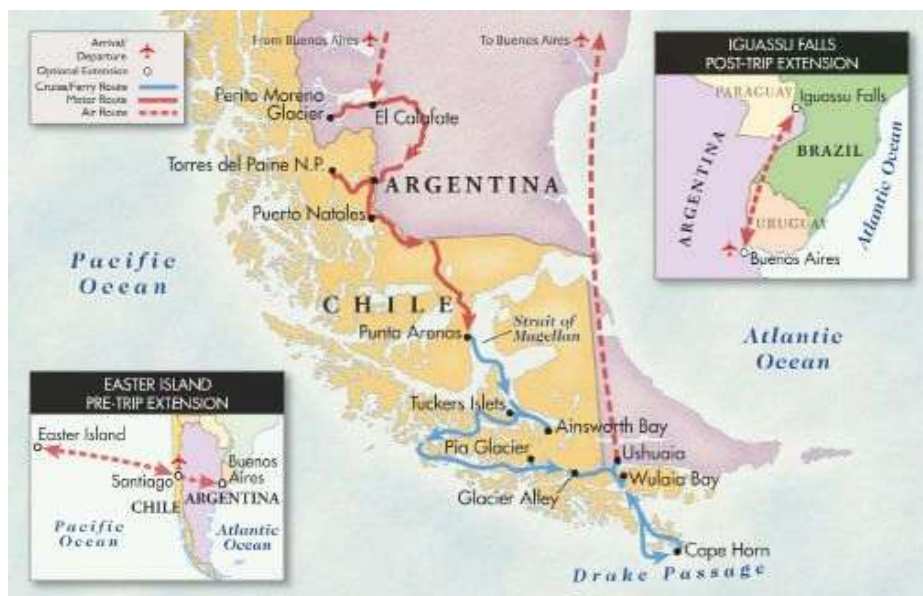 Arrival/
Departure
Optional Extension
Cruise/Ferry Route
Motor Route
Air Route
From Buenos Aires
To Buenos Aires
Perito Moreno
Glacier
El Calafate
Torres del Paine N.P.
ARGENTINA
Puerto Natales
Pacific
Ocean
CHILE
Punta Arenas
Strait of
Magellan
Atlantic
Ocean
Tuckers Islets
Ainsworth Bay
Pia Glacier
Ushuaia
Wulaia Bay
Glacier Alley
Cape Horn
Drake Passage
IGUASSU FALLS
POST-TRIP EXTENSION
PARAGUAY
Iguassu Falls
BRAZIL
ARGENTINA
URUGUAY
Buenos Aires
Atlantic Ocean
EASTER ISLAND
PRE-TRIP EXTENSION
Easter Island
Santiago
Buenos
Aires
CHILE
ARGENTINA
Pacific
Ocean
Atlantic
Ocean